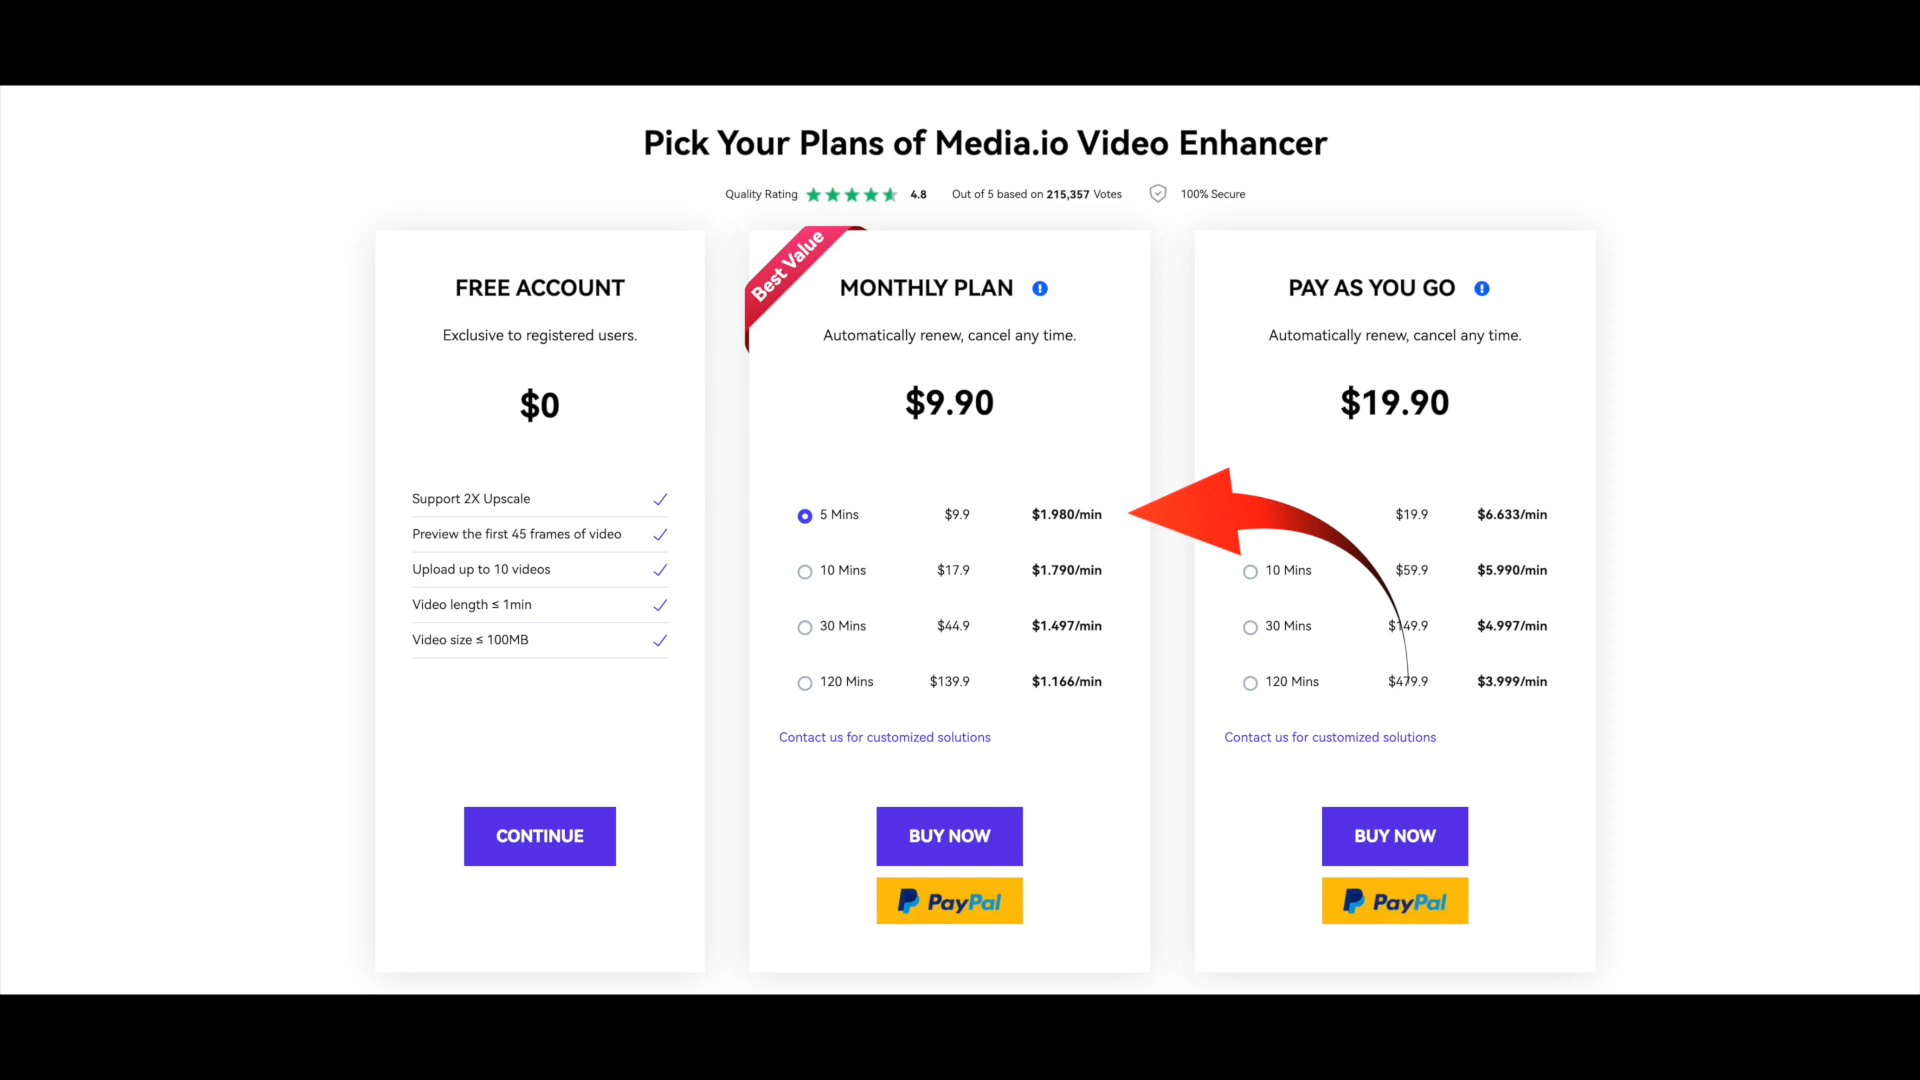 Pick Your Plans of Media.io Video Enhancer
Quality Rating 4.8 Out of 5 based on 215,357 Votes 100% Secure
FREE ACCOUNT
Exclusive to registered users.
$0
Support 2X Upscale
Preview the first 45 frames of video
Upload up to 10 videos
Video length ≤ 1min
Video size ≤ 100MB
CONTINUE
Best Value
MONTHLY PLAN
Automatically renew, cancel any time.
$9.90
5 Mins $9.9 $1.980/min
10 Mins $17.9 $1.790/min
30 Mins $44.9 $1.497/min
120 Mins $139.9 $1.166/min
Contact us for customized solutions
BUY NOW
PayPal
PAY AS YOU GO
Automatically renew, cancel any time.
$19.90
$19.9 $6.633/min
10 Mins $59.9 $5.990/min
30 Mins $149.9 $4.997/min
120 Mins $479.9 $3.999/min
Contact us for customized solutions
BUY NOW
PayPal